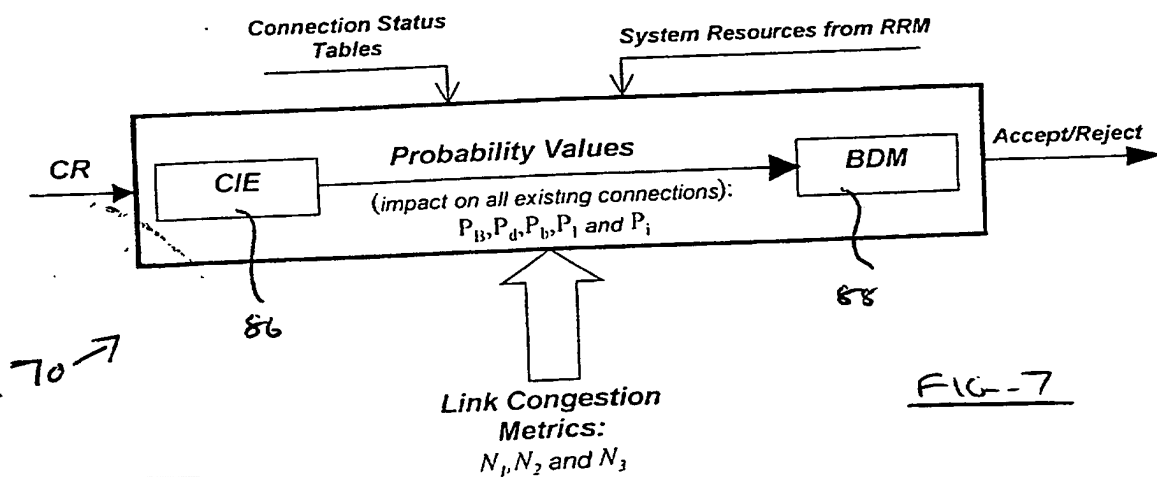 Connection Status
Tables
System Resources from RRM
CR
CIE
Probability Values
(impact on all existing connections):
P_B, P_d, P_b, P_l and P_i
BDM
Accept/Reject
86
88
70
Link Congestion
Metrics:
N_1, N_2 and N_3
FIG-7